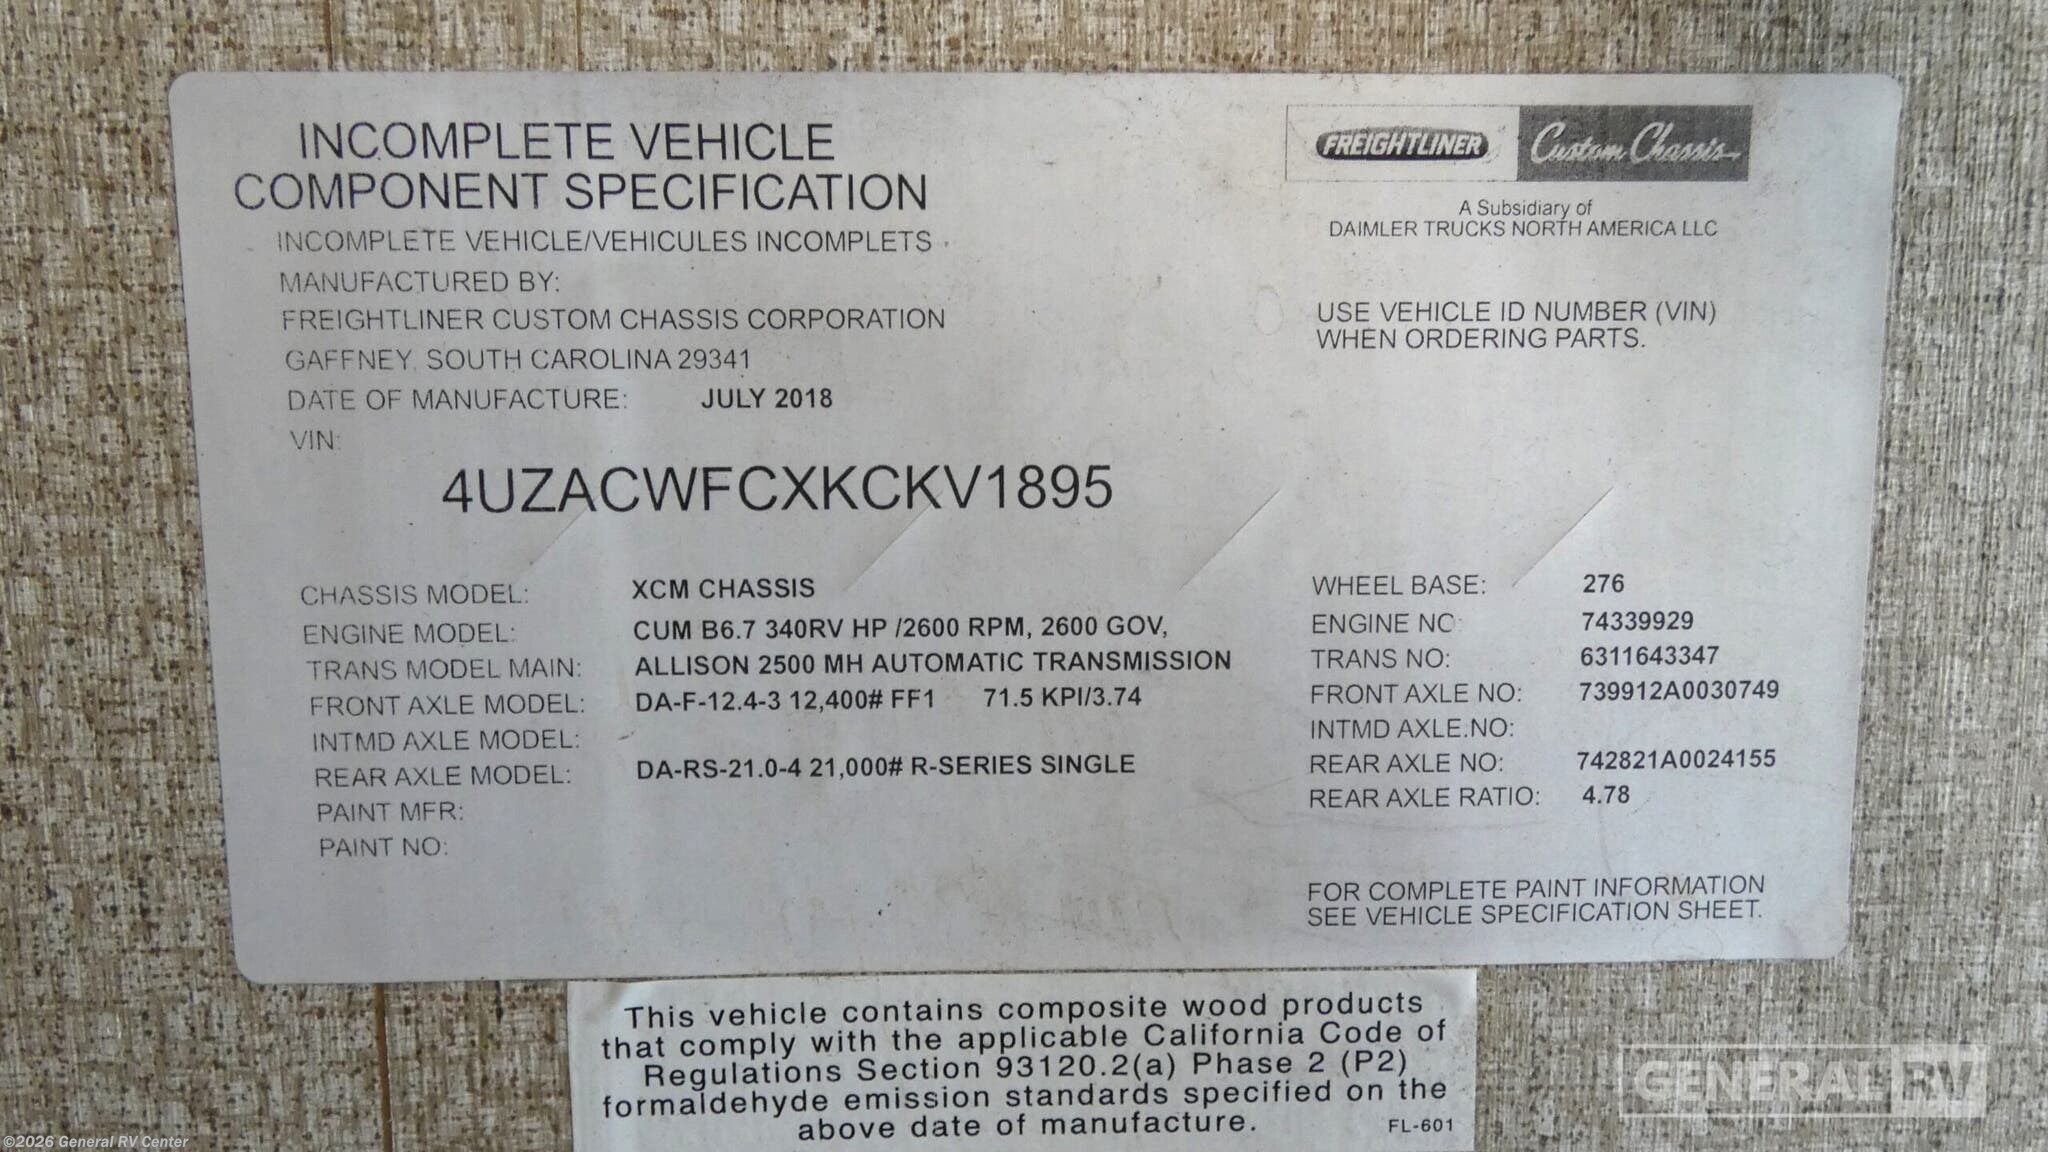 INCOMPLETE VEHICLE
COMPONENT SPECIFICATION
INCOMPLETE VEHICLE/VEHICULES INCOMPLETS
MANUFACTURED BY:
FREIGHTLINER CUSTOM CHASSIS CORPORATION
GAFFNEY, SOUTH CAROLINA 29341
DATE OF MANUFACTURE: JULY 2018
VIN:
4UZACWFCXKCKV1895
FREIGHTLINER Custom Chassis
A Subsidiary of
DAIMLER TRUCKS NORTH AMERICA LLC
USE VEHICLE ID NUMBER (VIN)
WHEN ORDERING PARTS.
CHASSIS MODEL: XCM CHASSIS
ENGINE MODEL: CUM B6.7 340RV HP /2600 RPM, 2600 GOV,
TRANS MODEL MAIN: ALLISON 2500 MH AUTOMATIC TRANSMISSION
FRONT AXLE MODEL: DA-F-12.4-3 12,400# FF1 71.5 KPI/3.74
INTMD AXLE MODEL:
REAR AXLE MODEL: DA-RS-21.0-4 21,000# R-SERIES SINGLE
PAINT MFR:
PAINT NO:
WHEEL BASE: 276
ENGINE NO: 74339929
TRANS NO: 6311643347
FRONT AXLE NO: 739912A0030749
INTMD AXLE.NO:
REAR AXLE NO: 742821A0024155
REAR AXLE RATIO: 4.78
FOR COMPLETE PAINT INFORMATION
SEE VEHICLE SPECIFICATION SHEET.
This vehicle contains composite wood products
that comply with the applicable California Code of
Regulations Section 93120.2(a) Phase 2 (P2)
formaldehyde emission standards specified on the
above date of manufacture. FL-601
GENERAL RV
©2026 General RV Center